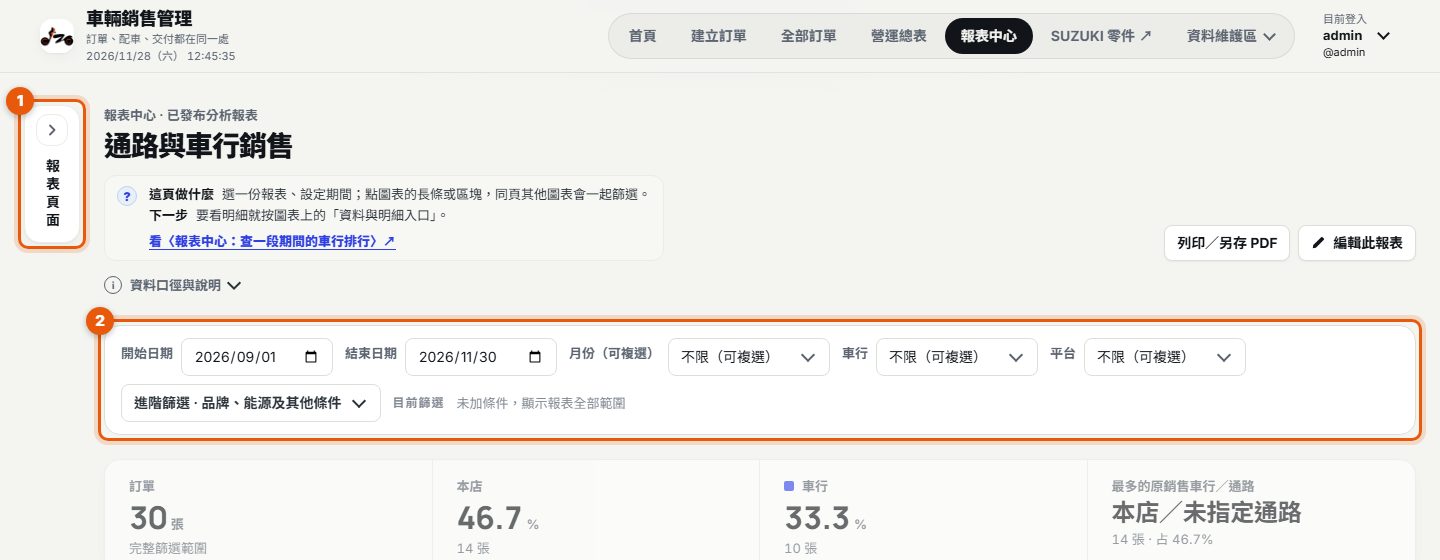 車輛銷售管理
訂單、配車、交付都在同一處
2026/11/28（六） 12:45:35
首頁
建立訂單
全部訂單
營運總表
報表中心
SUZUKI 零件 ↗
資料維護區
目前登入
admin
@admin
1
報表頁面
報表中心 · 已發布分析報表
通路與車行銷售
? 這頁做什麼 選一份報表、設定期間；點圖表的長條或區塊，同頁其他圖表會一起篩選。
下一步 要看明細就按圖表上的「資料與明細入口」。
看〈報表中心：查一段期間的車行排行〉↗
列印／另存 PDF
編輯此報表
i 資料口徑與說明
2
開始日期 2026/09/01 結束日期 2026/11/30 月份（可複選） 不限（可複選） 車行 不限（可複選） 平台 不限（可複選）
進階篩選 · 品牌、能源及其他條件 目前篩選 未加條件，顯示報表全部範圍
訂單
30 張
完整篩選範圍
本店
46.7 %
14 張
車行
33.3 %
10 張
最多的原銷售車行／通路
本店／未指定通路
14 張 · 占 46.7%